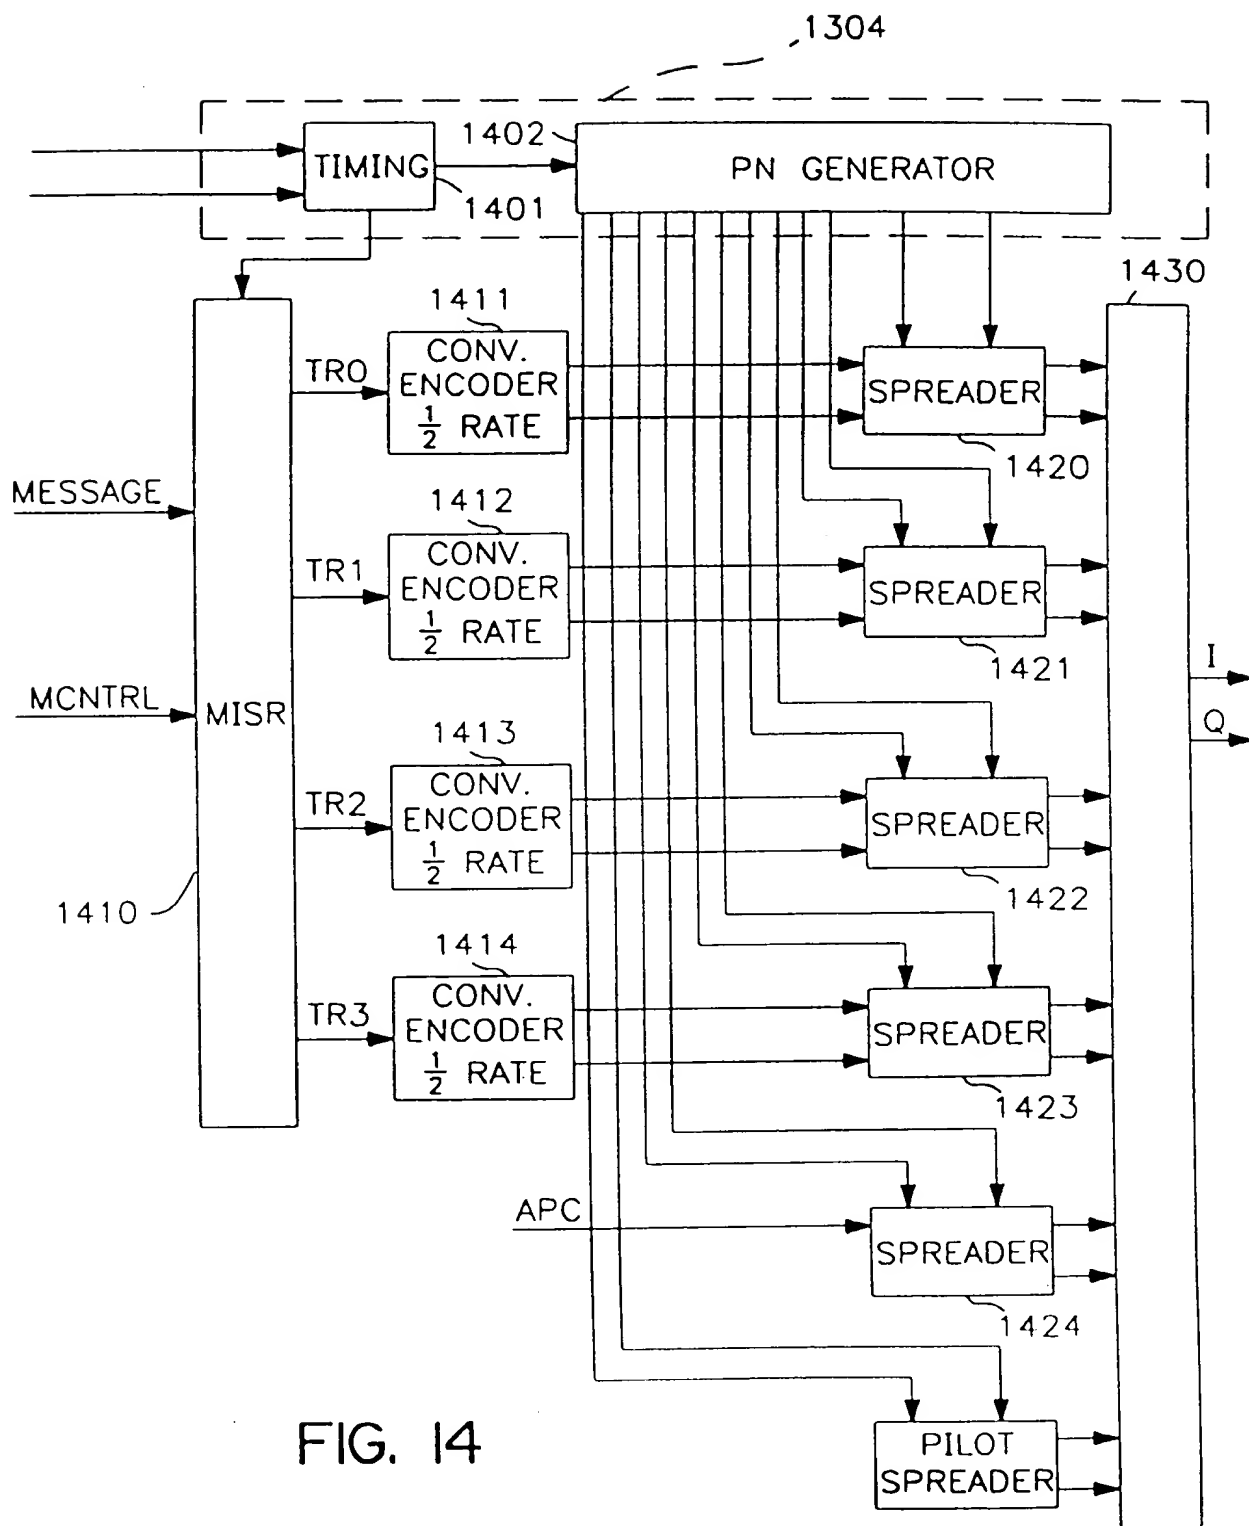 1304
1402
TIMING
PN GENERATOR
1401
1430
1411
CONV.
ENCODER
1/2 RATE
TR0
SPREADER
1420
MESSAGE
1412
CONV.
ENCODER
1/2 RATE
TR1
SPREADER
1421
I
MCNTRL
MISR
Q
1413
CONV.
ENCODER
1/2 RATE
TR2
SPREADER
1422
1410
1414
CONV.
ENCODER
1/2 RATE
TR3
SPREADER
1423
APC
SPREADER
1424
PILOT
SPREADER
FIG. 14